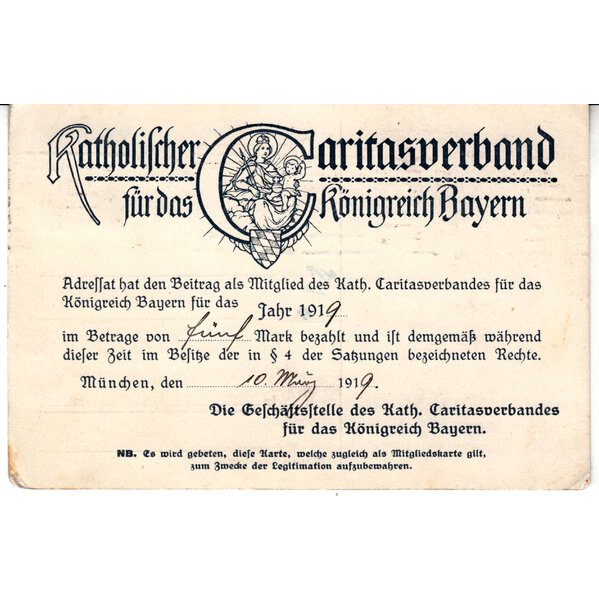 Katholischer Caritasverband
für das Königreich Bayern
Adressat hat den Beitrag als Mitglied des Kath. Caritasverbandes für das
Königreich Bayern für das Jahr 1919
im Betrage von fünf Mark bezahlt und ist demgemäß während
dieser Zeit im Besitze der in § 4 der Satzungen bezeichneten Rechte.
München, den 10. März 1919.
Die Geschäftsstelle des Kath. Caritasverbandes
für das Königreich Bayern.
NB. Es wird gebeten, diese Karte, welche zugleich als Mitgliedskarte gilt,
zum Zwecke der Legitimation aufzubewahren.